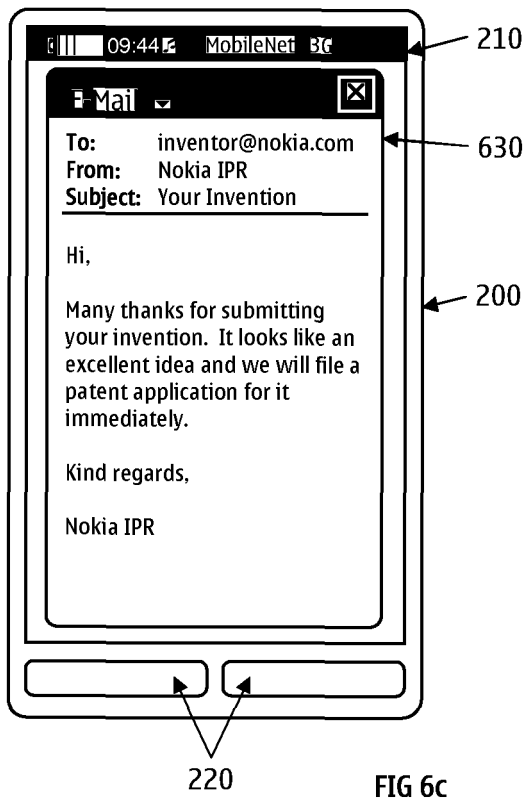 09:44 MobileNet 3G
210
E-Mail
To: inventor@nokia.com
630
From: Nokia IPR
Subject: Your Invention
Hi,
200
Many thanks for submitting
your invention. It looks like an
excellent idea and we will file a
patent application for it
immediately.
Kind regards,
Nokia IPR
220
FIG 6c